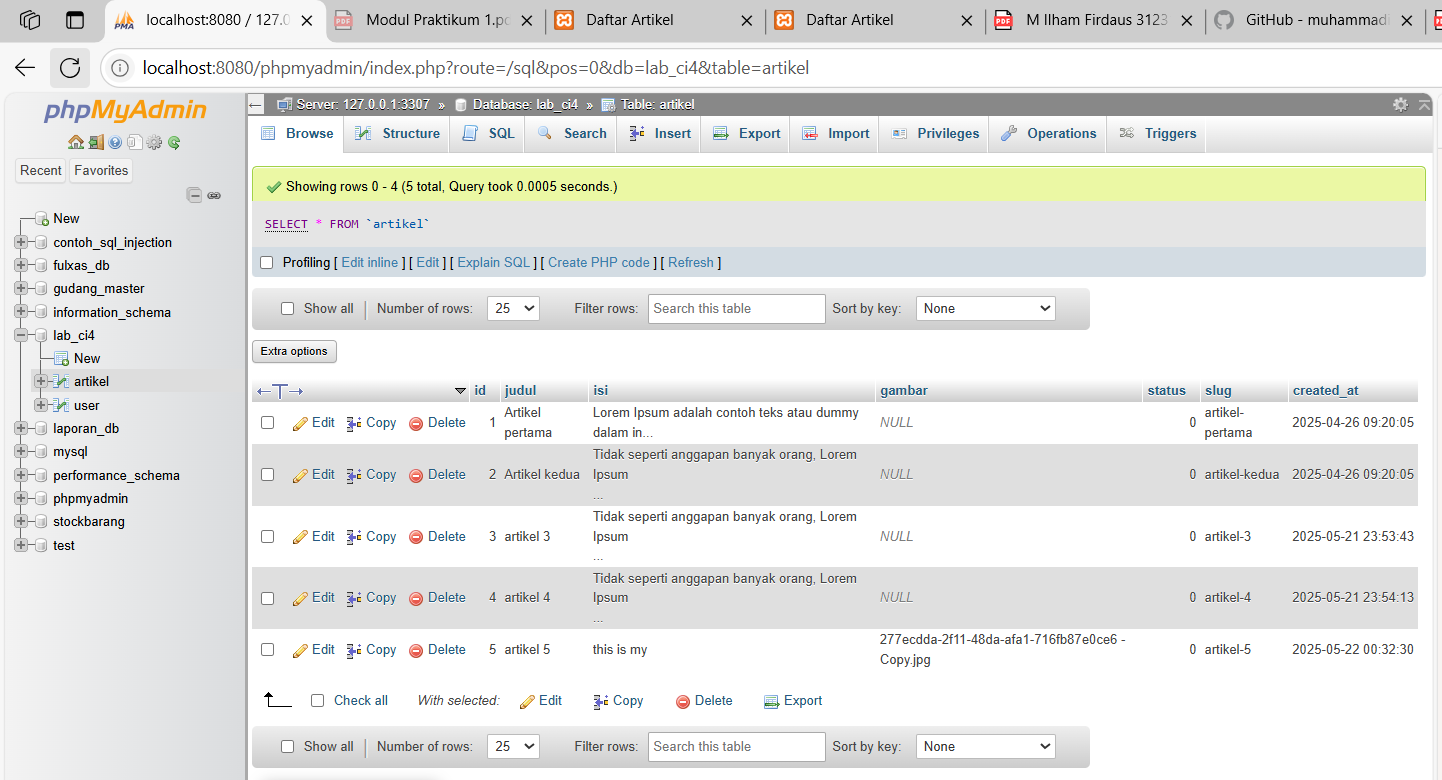 localhost:8080 / 127.0
Modul Praktikum 1.pd
Daftar Artikel
Daftar Artikel
M Ilham Firdaus 3123
GitHub - muhammadi
localhost:8080/phpmyadmin/index.php?route=/sql&pos=0&db=lab_ci4&table=artikel
phpMyAdmin
Recent Favorites
New
contoh_sql_injection
fulxas_db
gudang_master
information_schema
lab_ci4
New
artikel
user
laporan_db
mysql
performance_schema
phpmyadmin
stockbarang
test
Server: 127.0.0.1:3307 » Database: lab_ci4 » Table: artikel
Browse Structure SQL Search Insert Export Import Privileges Operations Triggers
Showing rows 0 - 4 (5 total, Query took 0.0005 seconds.)
SELECT * FROM `artikel`
Profiling [ Edit inline ] [ Edit ] [ Explain SQL ] [ Create PHP code ] [ Refresh ]
Show all Number of rows: 25 Filter rows: Search this table Sort by key: None
Extra options
id judul isi gambar status slug created_at
Edit Copy Delete 1 Artikel pertama Lorem Ipsum adalah contoh teks atau dummy dalam in... NULL 0 artikel-pertama 2025-04-26 09:20:05
Edit Copy Delete 2 Artikel kedua Tidak seperti anggapan banyak orang, Lorem Ipsum ... NULL 0 artikel-kedua 2025-04-26 09:20:05
Edit Copy Delete 3 artikel 3 Tidak seperti anggapan banyak orang, Lorem Ipsum ... NULL 0 artikel-3 2025-05-21 23:53:43
Edit Copy Delete 4 artikel 4 Tidak seperti anggapan banyak orang, Lorem Ipsum ... NULL 0 artikel-4 2025-05-21 23:54:13
Edit Copy Delete 5 artikel 5 this is my 277ecdda-2f11-48da-afa1-716fb87e0ce6 - Copy.jpg 0 artikel-5 2025-05-22 00:32:30
Check all With selected: Edit Copy Delete Export
Show all Number of rows: 25 Filter rows: Search this table Sort by key: None